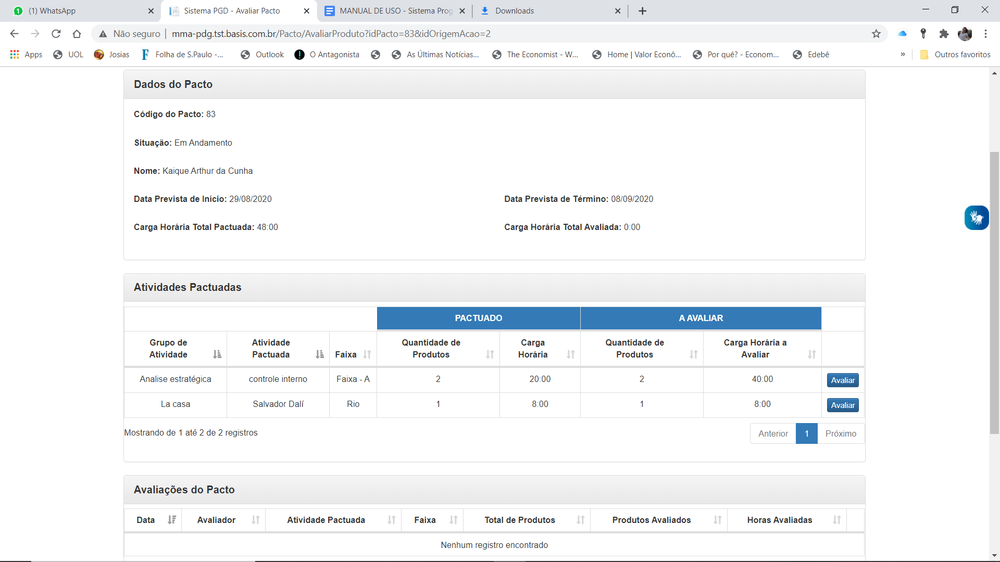 (1) WhatsApp
Sistema PGD - Avaliar Pacto
MANUAL DE USO - Sistema Prog
Downloads
Não seguro | mma-pdg.tst.basis.com.br/Pacto/AvaliarProduto?idPacto=83&idOrigemAcao=2
Apps UOL Josias Folha de S.Paulo -... Outlook O Antagonista As Últimas Notícias... The Economist - W... Home | Valor Econô... Por quê? - Econom... Edebê » Outros favoritos
Dados do Pacto
Código do Pacto: 83
Situação: Em Andamento
Nome: Kaique Arthur da Cunha
Data Prevista de Início: 29/08/2020 Data Prevista de Término: 08/09/2020
Carga Horária Total Pactuada: 48:00 Carga Horária Total Avaliada: 0:00
Atividades Pactuadas
PACTUADO A AVALIAR
Grupo de Atividade Atividade Pactuada Faixa Quantidade de Produtos Carga Horária Quantidade de Produtos Carga Horária a Avaliar
Analise estratégica controle interno Faixa - A 2 20:00 2 40:00 Avaliar
La casa Salvador Dalí Rio 1 8:00 1 8:00 Avaliar
Mostrando de 1 até 2 de 2 registros Anterior 1 Próximo
Avaliações do Pacto
Data Avaliador Atividade Pactuada Faixa Total de Produtos Produtos Avaliados Horas Avaliadas
Nenhum registro encontrado